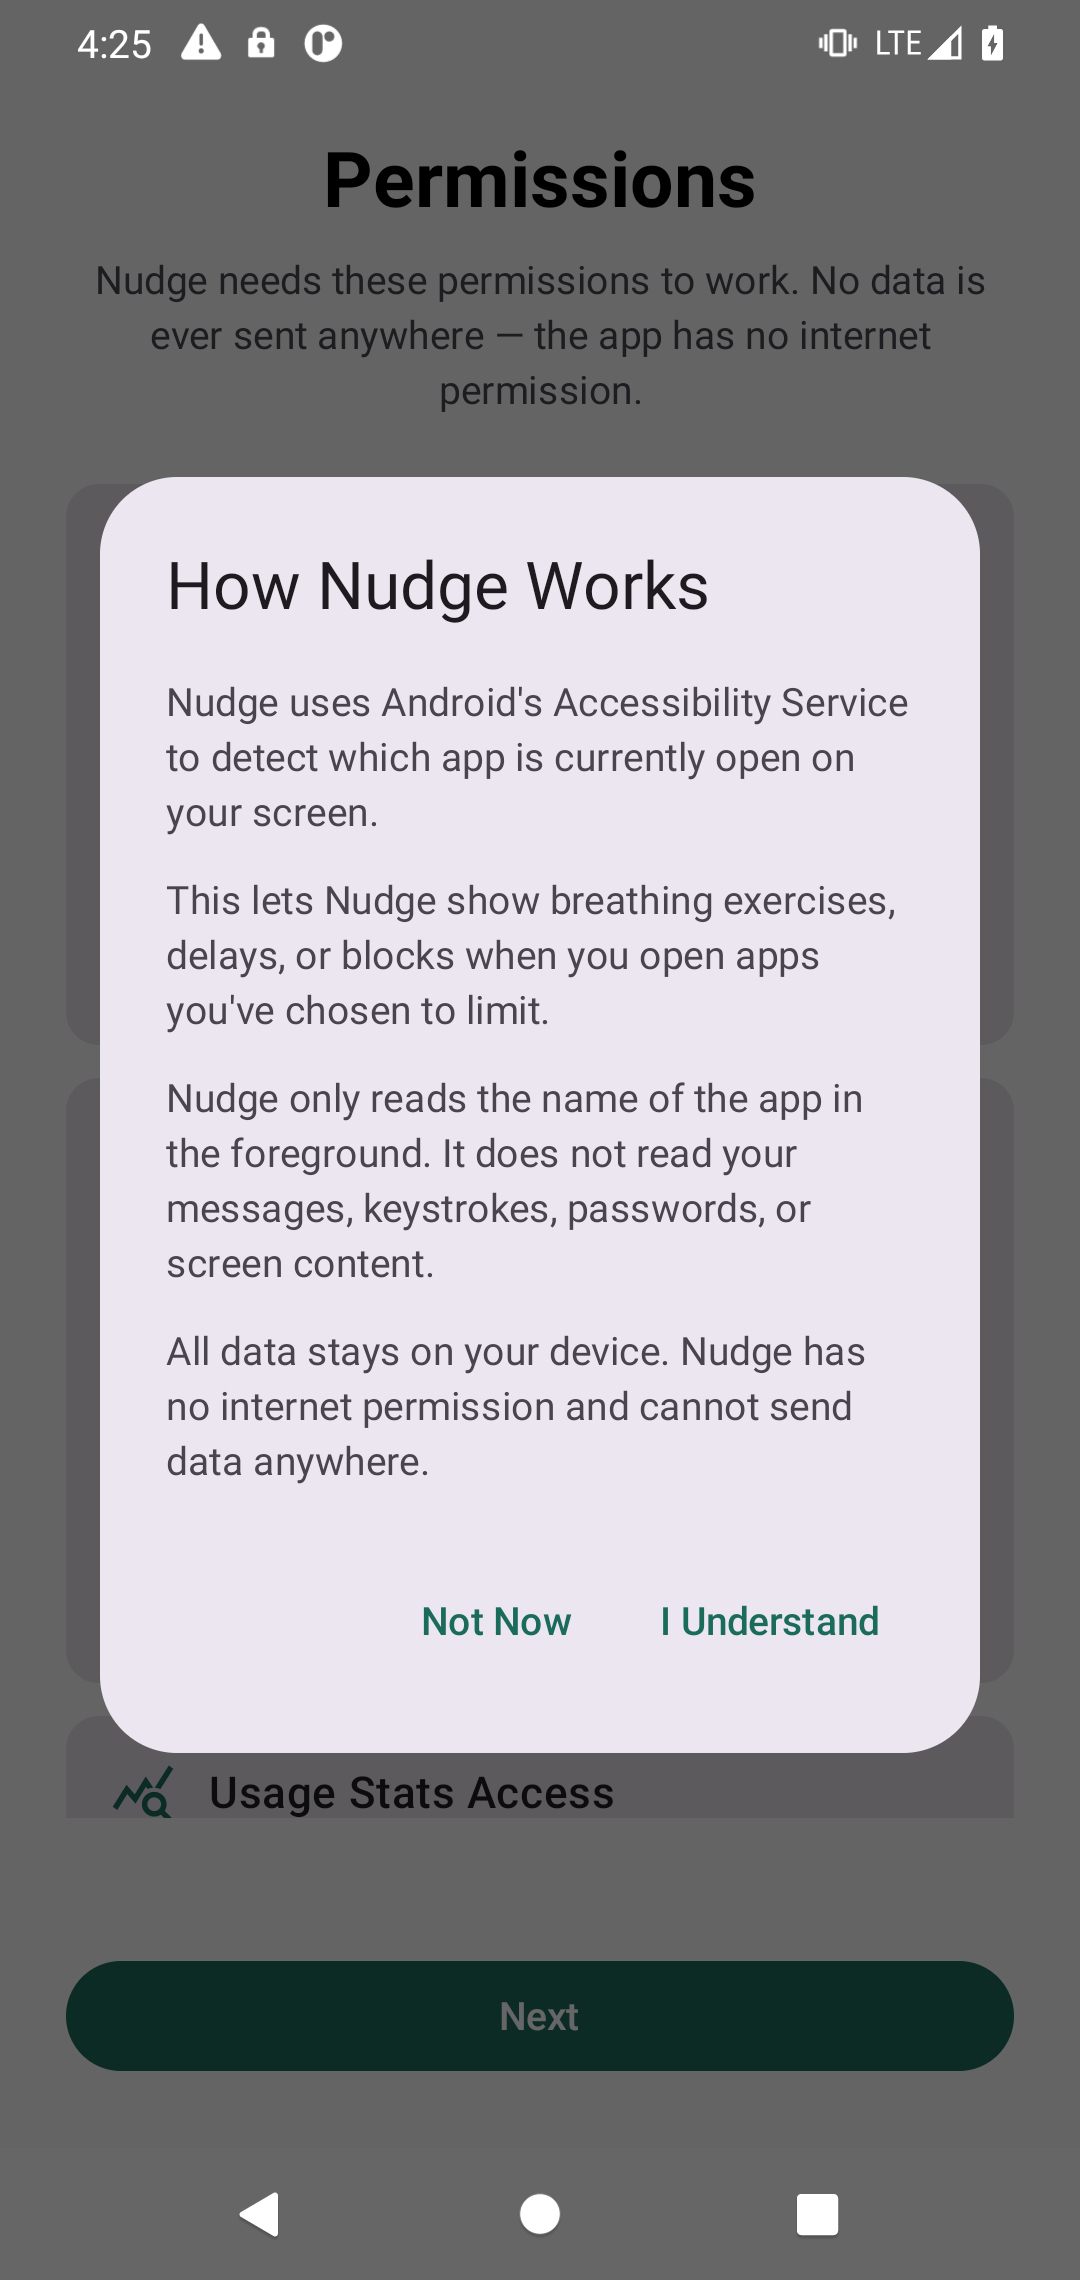 4:25
LTE
Permissions
Nudge needs these permissions to work. No data is
ever sent anywhere — the app has no internet
permission.
How Nudge Works
Nudge uses Android's Accessibility Service
to detect which app is currently open on
your screen.
This lets Nudge show breathing exercises,
delays, or blocks when you open apps
you've chosen to limit.
Nudge only reads the name of the app in
the foreground. It does not read your
messages, keystrokes, passwords, or
screen content.
All data stays on your device. Nudge has
no internet permission and cannot send
data anywhere.
Not Now
I Understand
Usage Stats Access
Next